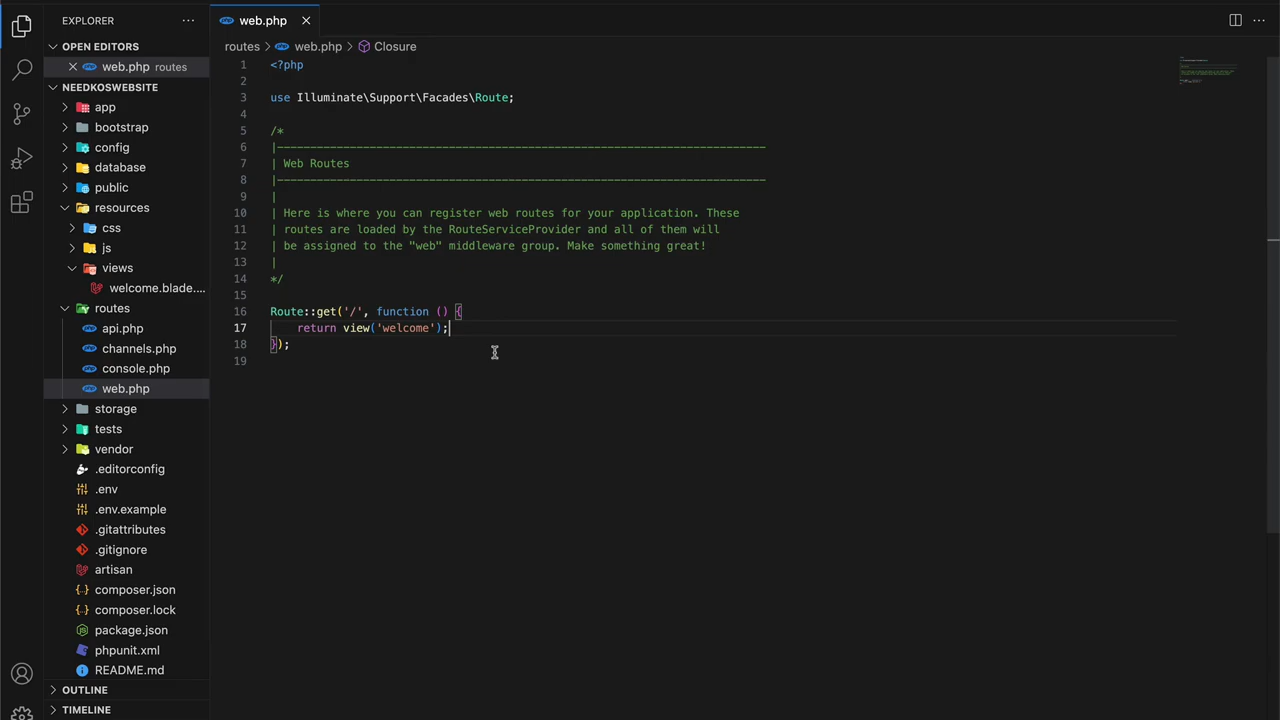 EXPLORER
OPEN EDITORS
web.php routes
NEEDKOSWEBSITE
app
bootstrap
config
database
public
resources
css
js
views
welcome.blade....
routes
api.php
channels.php
console.php
web.php
storage
tests
vendor
.editorconfig
.env
.env.example
.gitattributes
.gitignore
artisan
composer.json
composer.lock
package.json
phpunit.xml
README.md
OUTLINE
TIMELINE
web.php
routes > web.php > Closure
1 <?php
2
3 use Illuminate\Support\Facades\Route;
4
5 /*
6 |--------------------------------------------------------------------------
7 | Web Routes
8 |--------------------------------------------------------------------------
9 |
10 | Here is where you can register web routes for your application. These
11 | routes are loaded by the RouteServiceProvider and all of them will
12 | be assigned to the "web" middleware group. Make something great!
13 |
14 */
15
16 Route::get('/', function () {
17     return view('welcome');
18 });
19